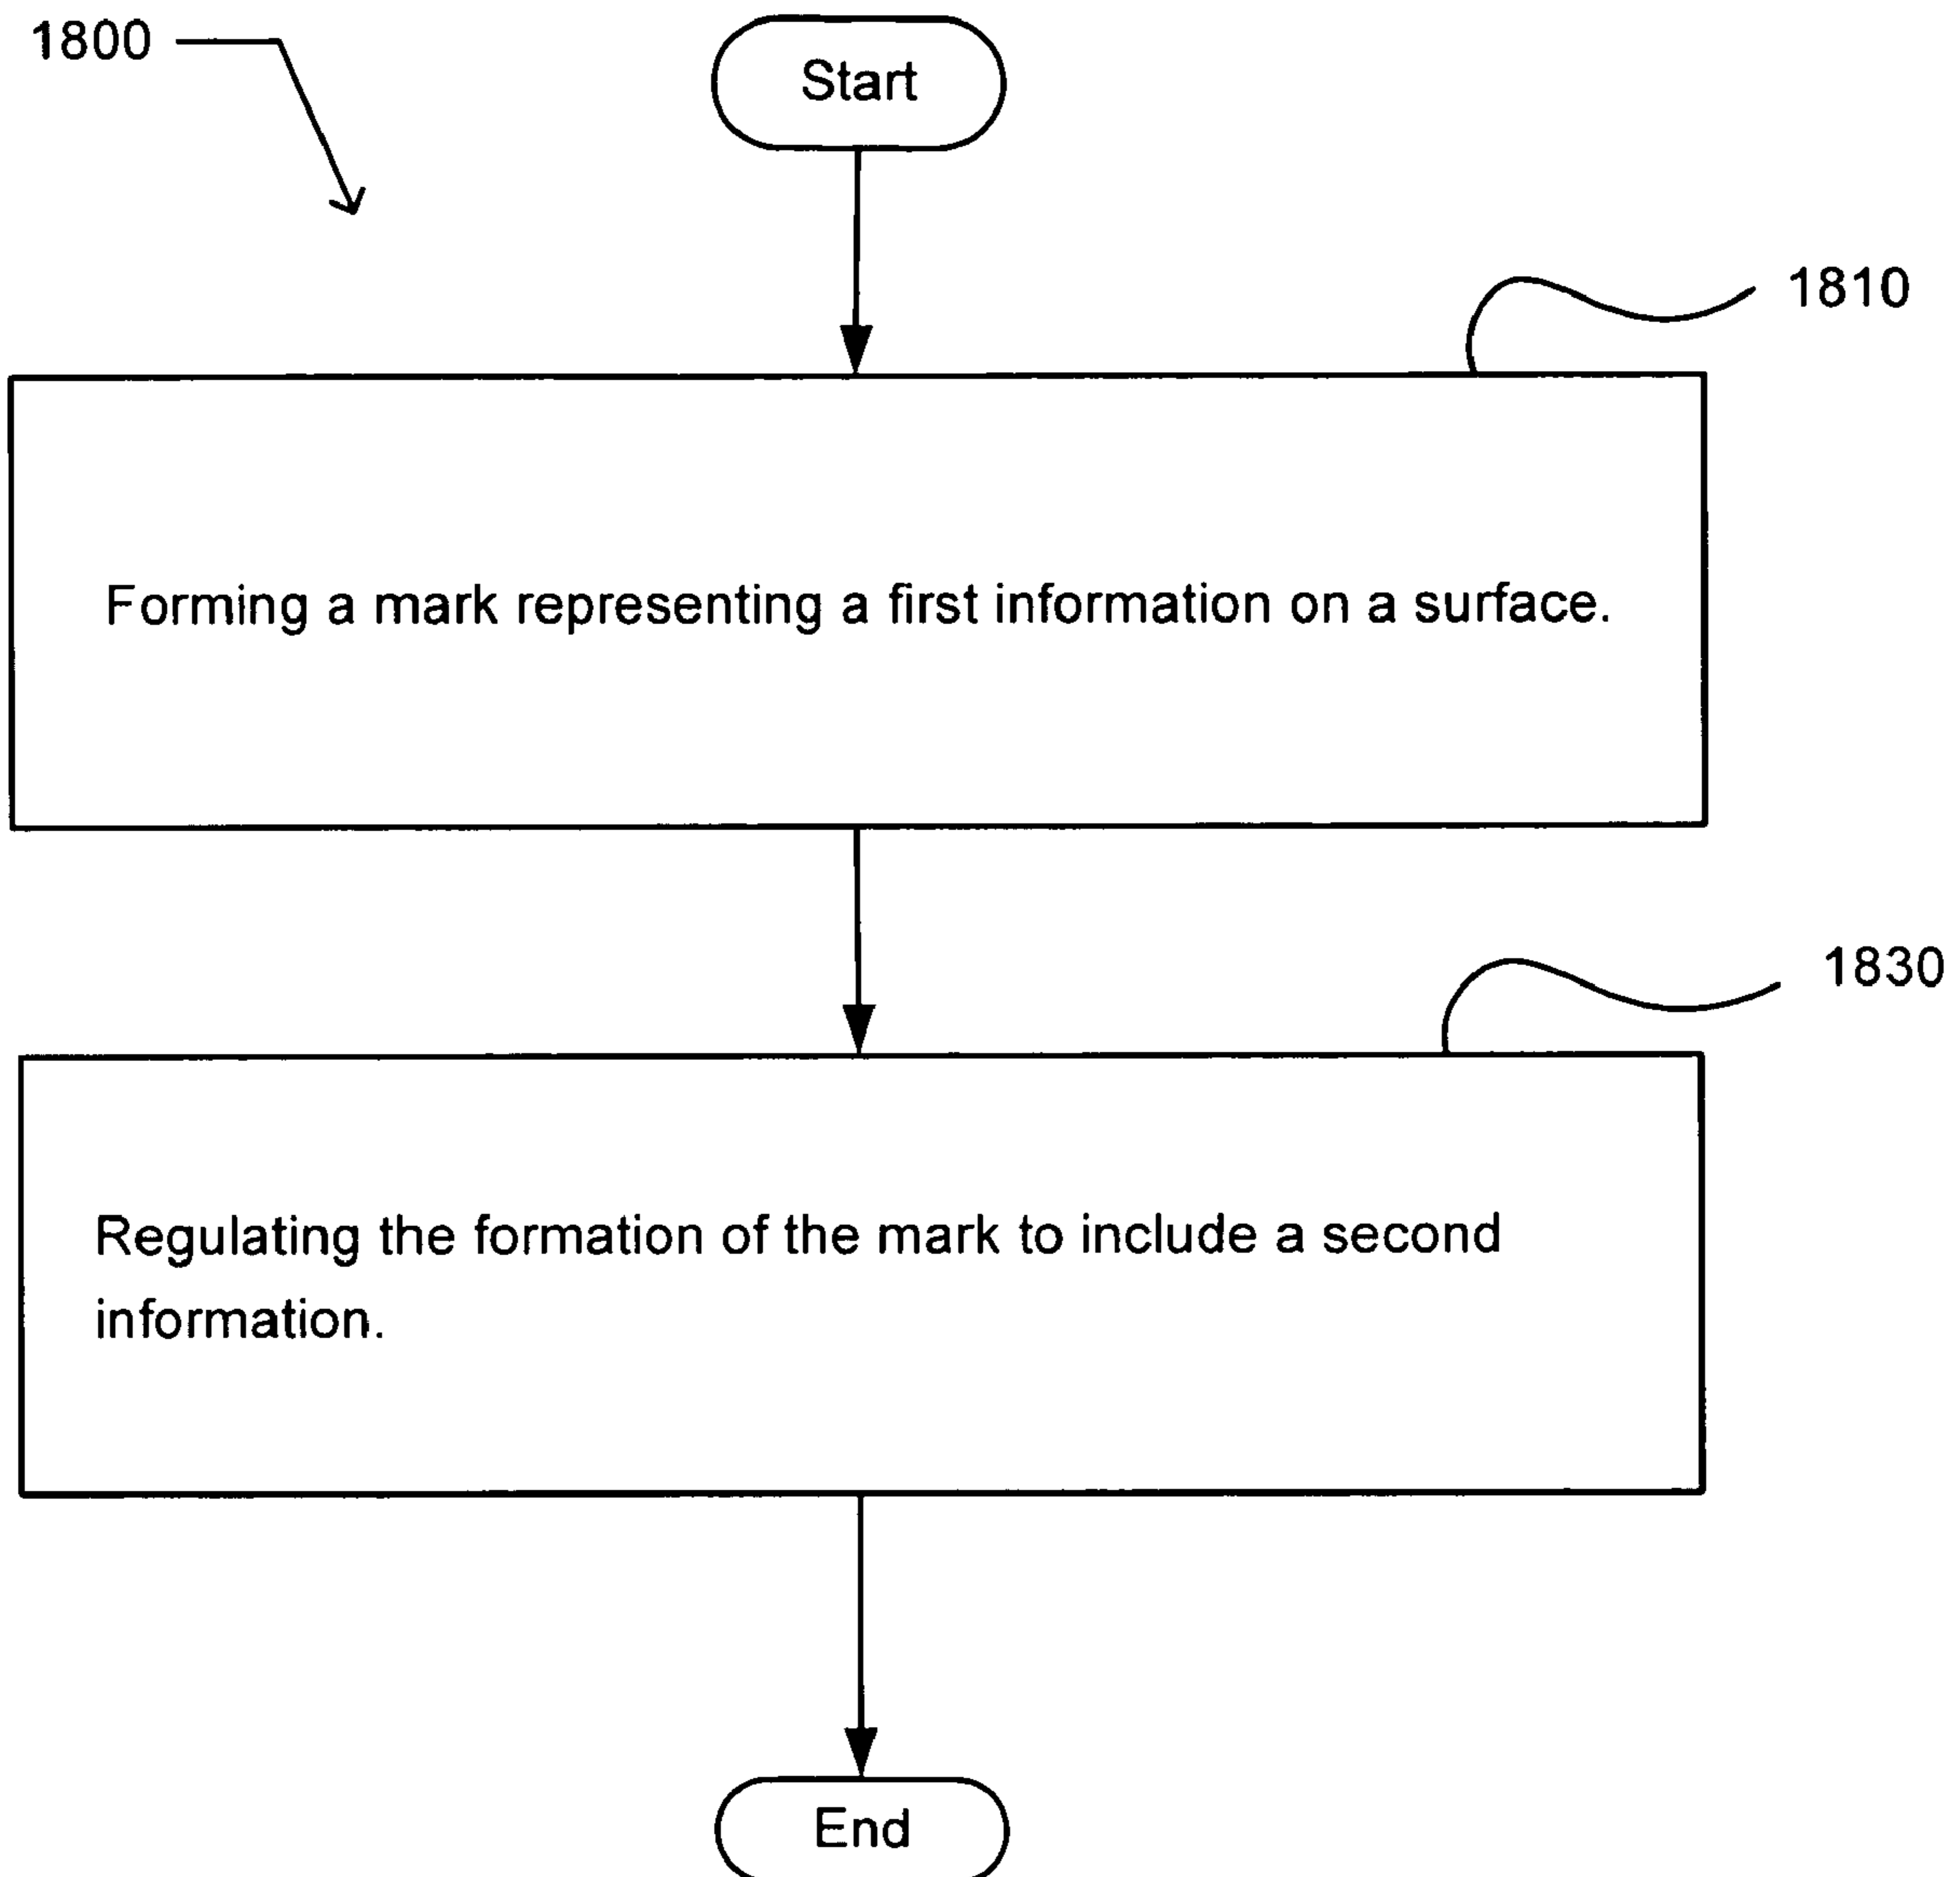 1800
Start
1810
Forming a mark representing a first information on a surface.
1830
Regulating the formation of the mark to include a second
information.
End